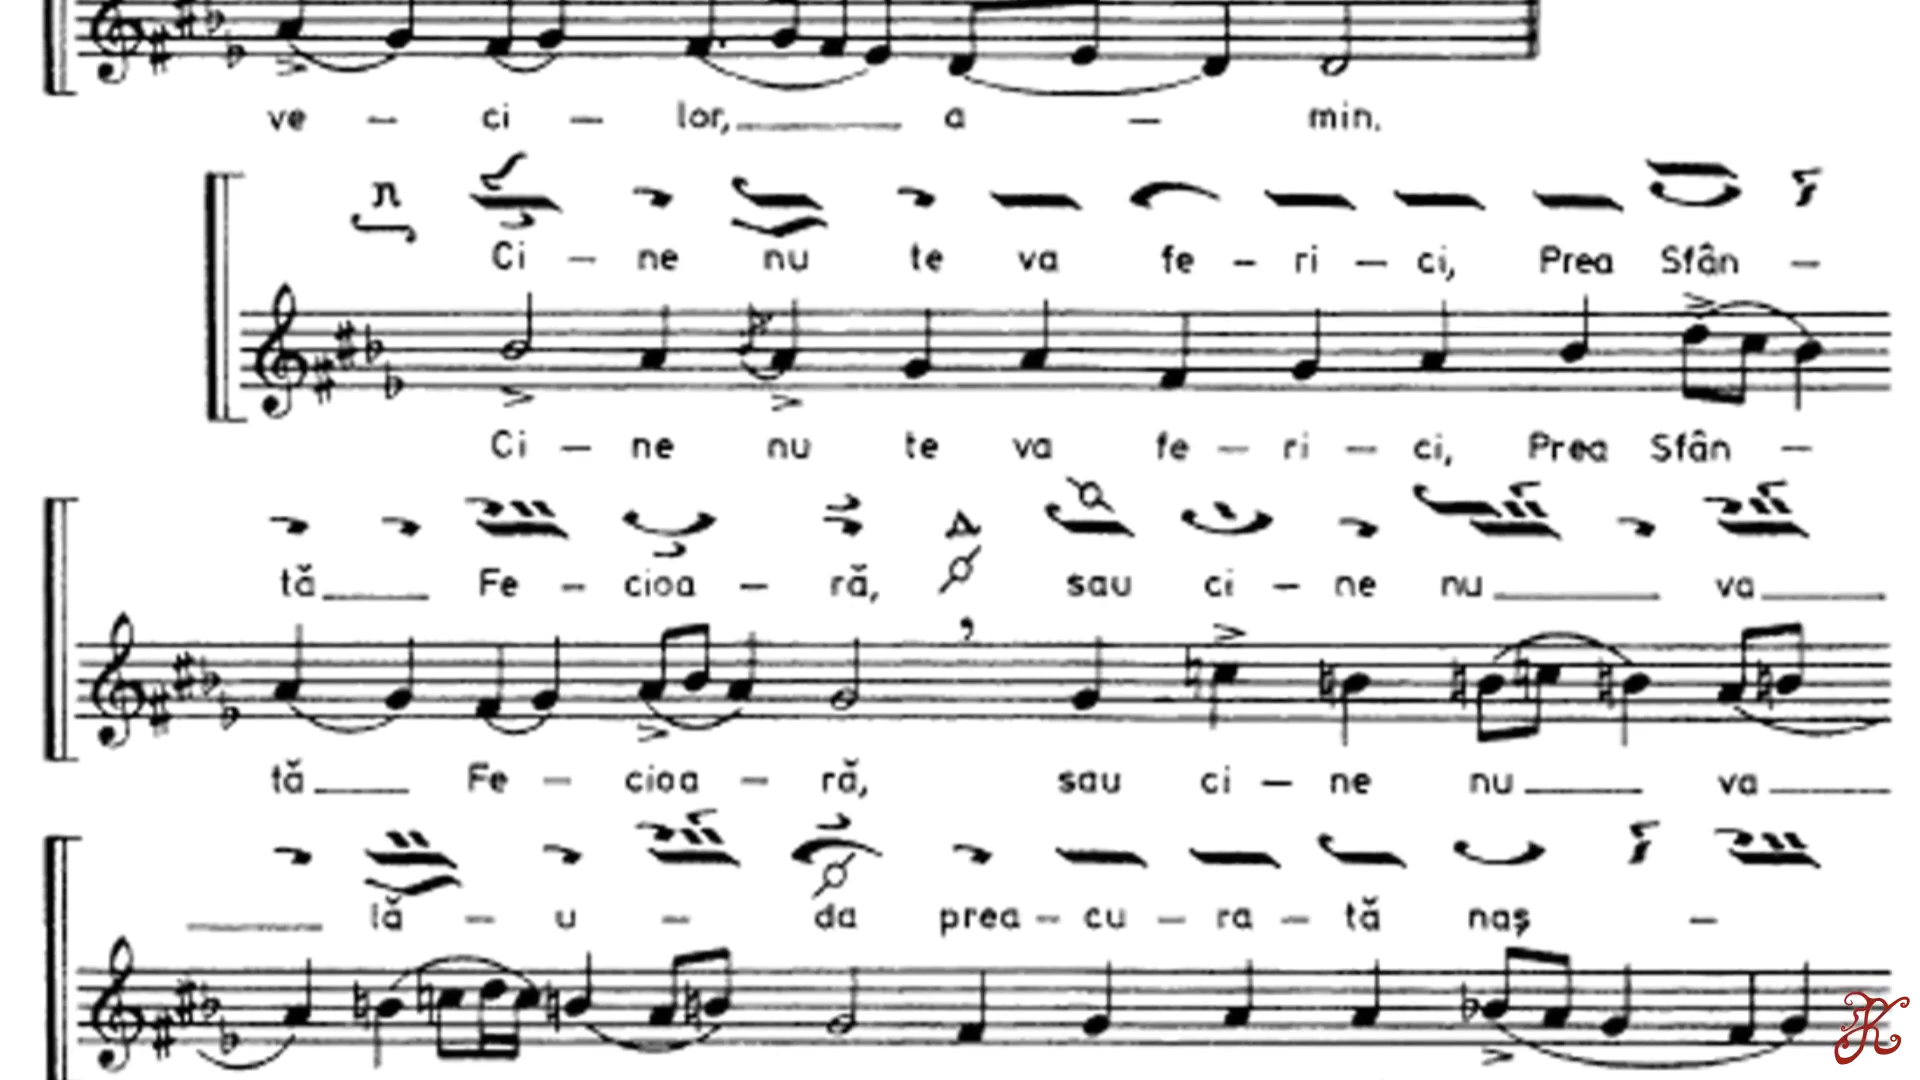 ve – ci – lor, a – min.
Ci – ne nu te va fe – ri – ci, Prea Sfân –
Ci – ne nu te va fe – ri – ci, Prea Sfân –
tă Fe – cioa – ră, sau ci – ne nu va
tă Fe – cioa – ră, sau ci – ne nu va
lă – u – da prea – cu – ra – tă naş –